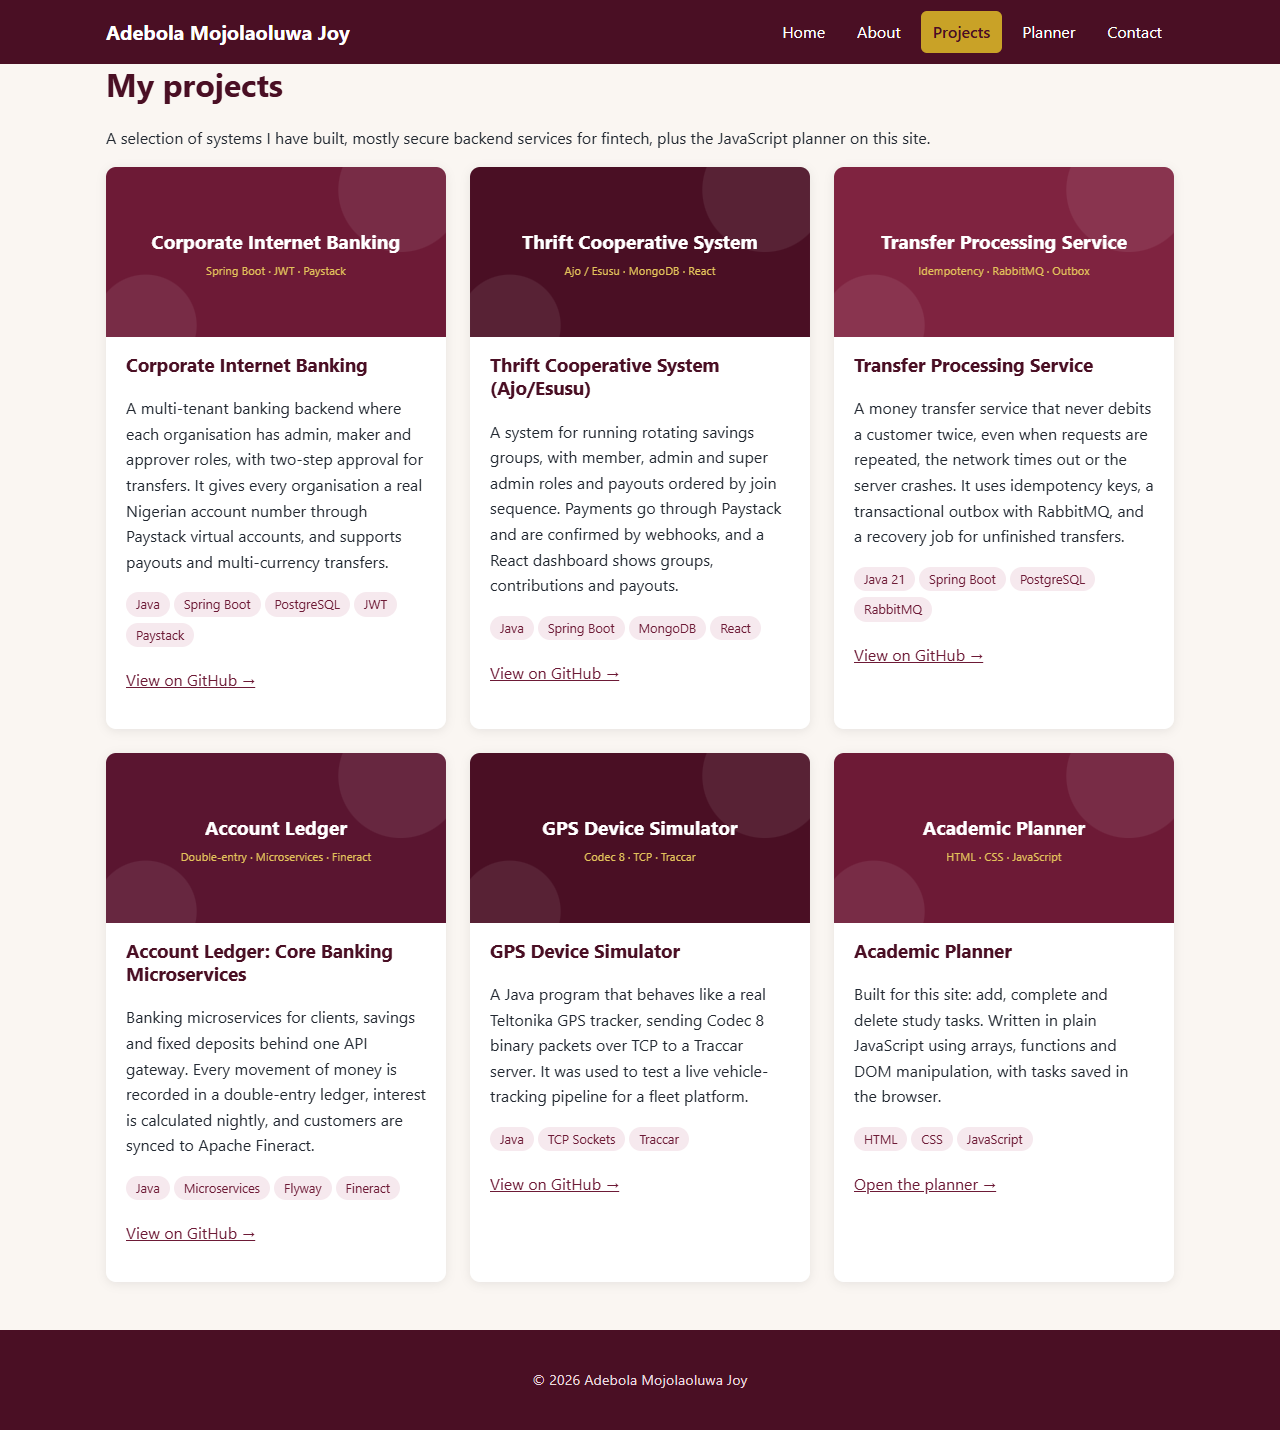 Adebola Mojolaoluwa Joy
Home
About
Projects
Planner
Contact
My projects
A selection of systems I have built, mostly secure backend services for fintech, plus the JavaScript planner on this site.
Corporate Internet Banking
Spring Boot · JWT · Paystack
Corporate Internet Banking
A multi-tenant banking backend where
each organisation has admin, maker and
approver roles, with two-step approval for
transfers. It gives every organisation a real
Nigerian account number through
Paystack virtual accounts, and supports
payouts and multi-currency transfers.
Java
Spring Boot
PostgreSQL
JWT
Paystack
View on GitHub →
Thrift Cooperative System
Ajo / Esusu · MongoDB · React
Thrift Cooperative System
(Ajo/Esusu)
A system for running rotating savings
groups, with member, admin and super
admin roles and payouts ordered by join
sequence. Payments go through Paystack
and are confirmed by webhooks, and a
React dashboard shows groups,
contributions and payouts.
Java
Spring Boot
MongoDB
React
View on GitHub →
Transfer Processing Service
Idempotency · RabbitMQ · Outbox
Transfer Processing Service
A money transfer service that never debits
a customer twice, even when requests are
repeated, the network times out or the
server crashes. It uses idempotency keys, a
transactional outbox with RabbitMQ, and
a recovery job for unfinished transfers.
Java 21
Spring Boot
PostgreSQL
RabbitMQ
View on GitHub →
Account Ledger
Double-entry · Microservices · Fineract
Account Ledger: Core Banking
Microservices
Banking microservices for clients, savings
and fixed deposits behind one API
gateway. Every movement of money is
recorded in a double-entry ledger, interest
is calculated nightly, and customers are
synced to Apache Fineract.
Java
Microservices
Flyway
Fineract
View on GitHub →
GPS Device Simulator
Codec 8 · TCP · Traccar
GPS Device Simulator
A Java program that behaves like a real
Teltonika GPS tracker, sending Codec 8
binary packets over TCP to a Traccar
server. It was used to test a live vehicle-
tracking pipeline for a fleet platform.
Java
TCP Sockets
Traccar
View on GitHub →
Academic Planner
HTML · CSS · JavaScript
Academic Planner
Built for this site: add, complete and
delete study tasks. Written in plain
JavaScript using arrays, functions and
DOM manipulation, with tasks saved in
the browser.
HTML
CSS
JavaScript
Open the planner →
© 2026 Adebola Mojolaoluwa Joy